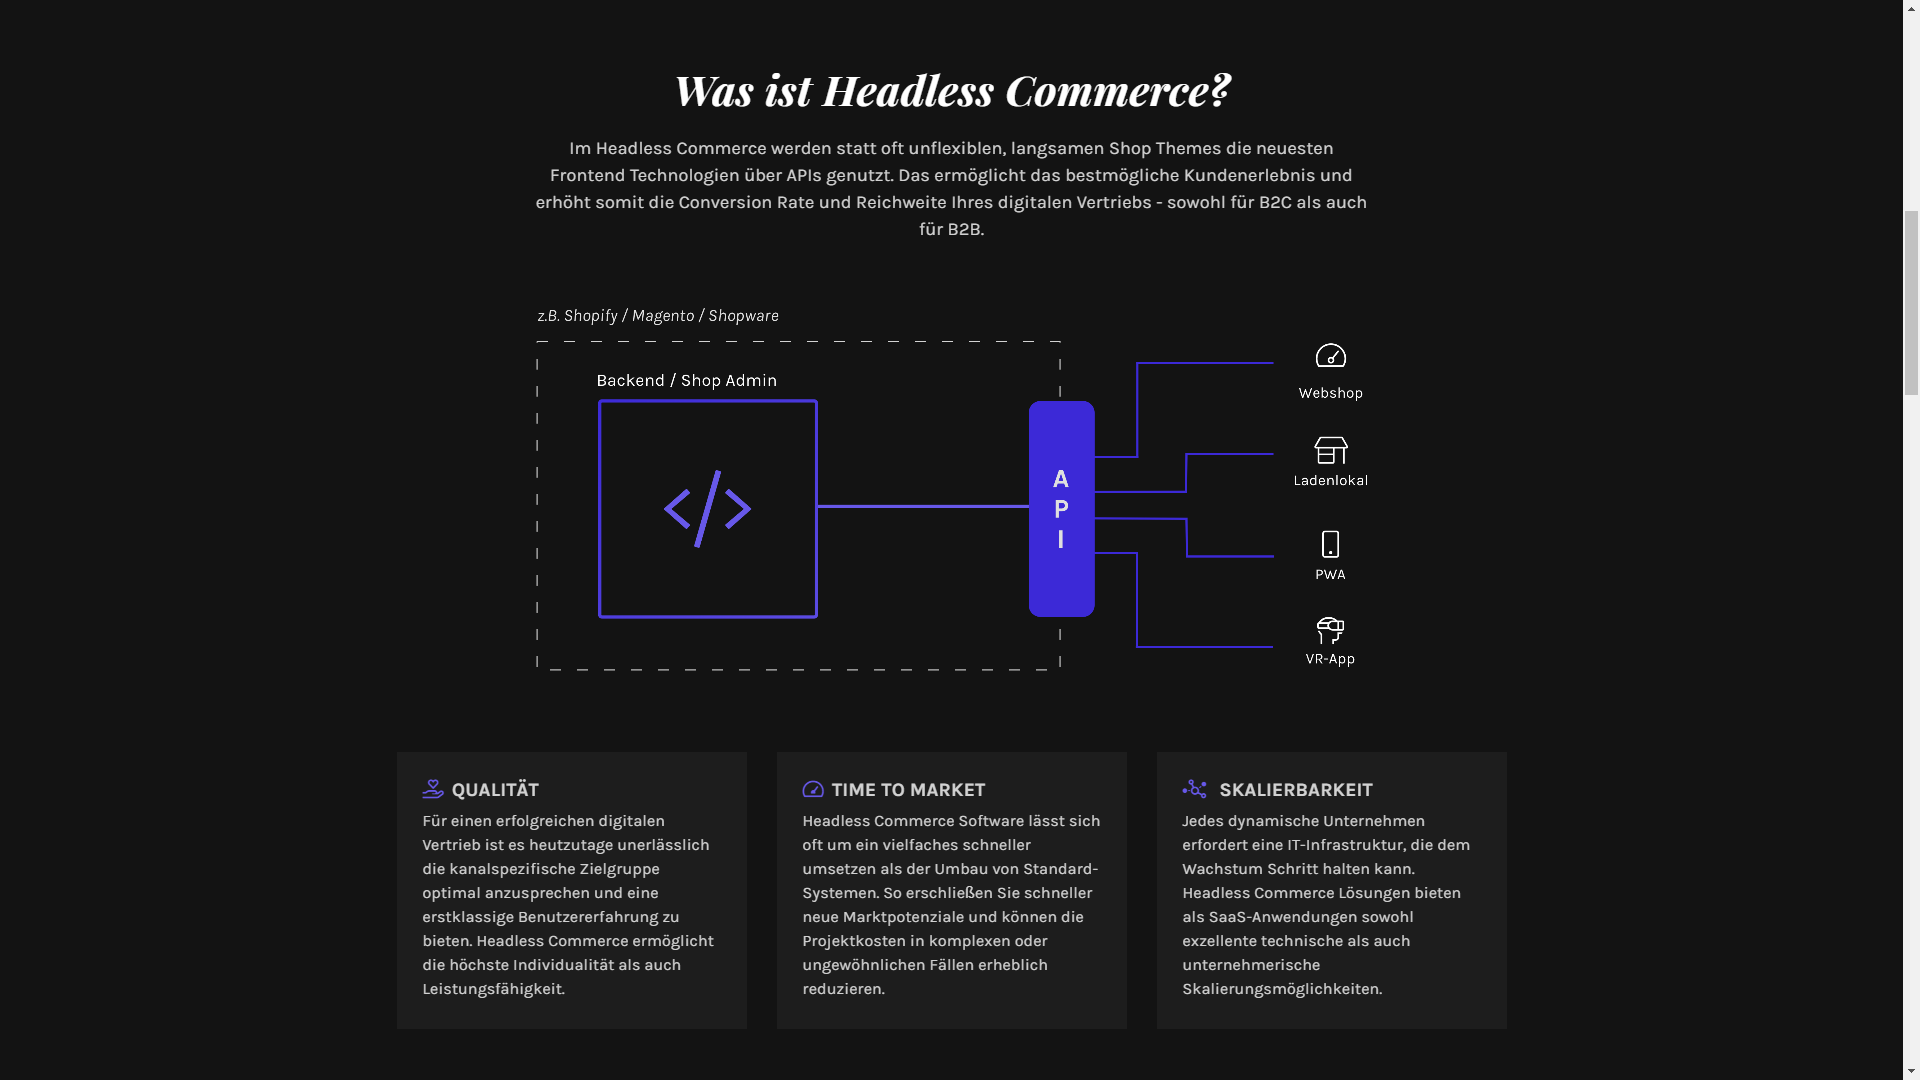 Was ist Headless Commerce?
Im Headless Commerce werden statt oft unflexiblen, langsamen Shop Themes die neuesten
Frontend Technologien über APIs genutzt. Das ermöglicht das bestmögliche Kundenerlebnis und
erhöht somit die Conversion Rate und Reichweite Ihres digitalen Vertriebs - sowohl für B2C als auch
für B2B.
z.B. Shopify / Magento / Shopware
Backend / Shop Admin
</>
A
P
I
Webshop
Ladenlokal
PWA
VR-App
QUALITÄT
Für einen erfolgreichen digitalen
Vertrieb ist es heutzutage unerlässlich
die kanalspezifische Zielgruppe
optimal anzusprechen und eine
erstklassige Benutzererfahrung zu
bieten. Headless Commerce ermöglicht
die höchste Individualität als auch
Leistungsfähigkeit.
TIME TO MARKET
Headless Commerce Software lässt sich
oft um ein vielfaches schneller
umsetzen als der Umbau von Standard-
Systemen. So erschließen Sie schneller
neue Marktpotenziale und können die
Projektkosten in komplexen oder
ungewöhnlichen Fällen erheblich
reduzieren.
SKALIERBARKEIT
Jedes dynamische Unternehmen
erfordert eine IT-Infrastruktur, die dem
Wachstum Schritt halten kann.
Headless Commerce Lösungen bieten
als SaaS-Anwendungen sowohl
exzellente technische als auch
unternehmerische
Skalierungsmöglichkeiten.